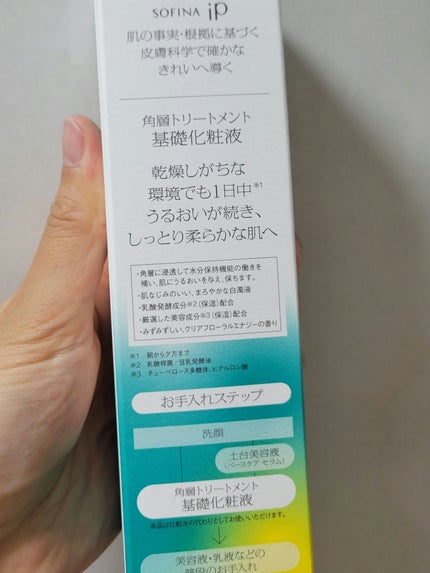 SOFINA iP
肌の事実・根拠に基づく
皮膚科学で確かな
きれいへ導く
角層トリートメント
基礎化粧液
乾燥しがちな
環境でも1日中※1
うるおいが続き、
しっとり柔らかな肌へ
・角層に浸透して水分保持機能の働きを
補い、肌にうるおいを与え、保ちます。
・肌なじみのいい、まろやかな白濁液
・乳酸発酵成分※2(保湿)配合
・厳選した美容成分※3(保湿)配合
・みずみずしい、クリアフローラルエナジーの香り
※1 朝から夕方まで
※2 乳酸桿菌/豆乳発酵液
※3 チューベローズ多糖体、ヒアルロン酸
お手入れステップ
洗顔
土台美容液
(ベースケア セラム)
角層トリートメント
基礎化粧液
本品は化粧水の代わりとしてお使いいただけます。
美容液・乳液などの
普段のお手入れ